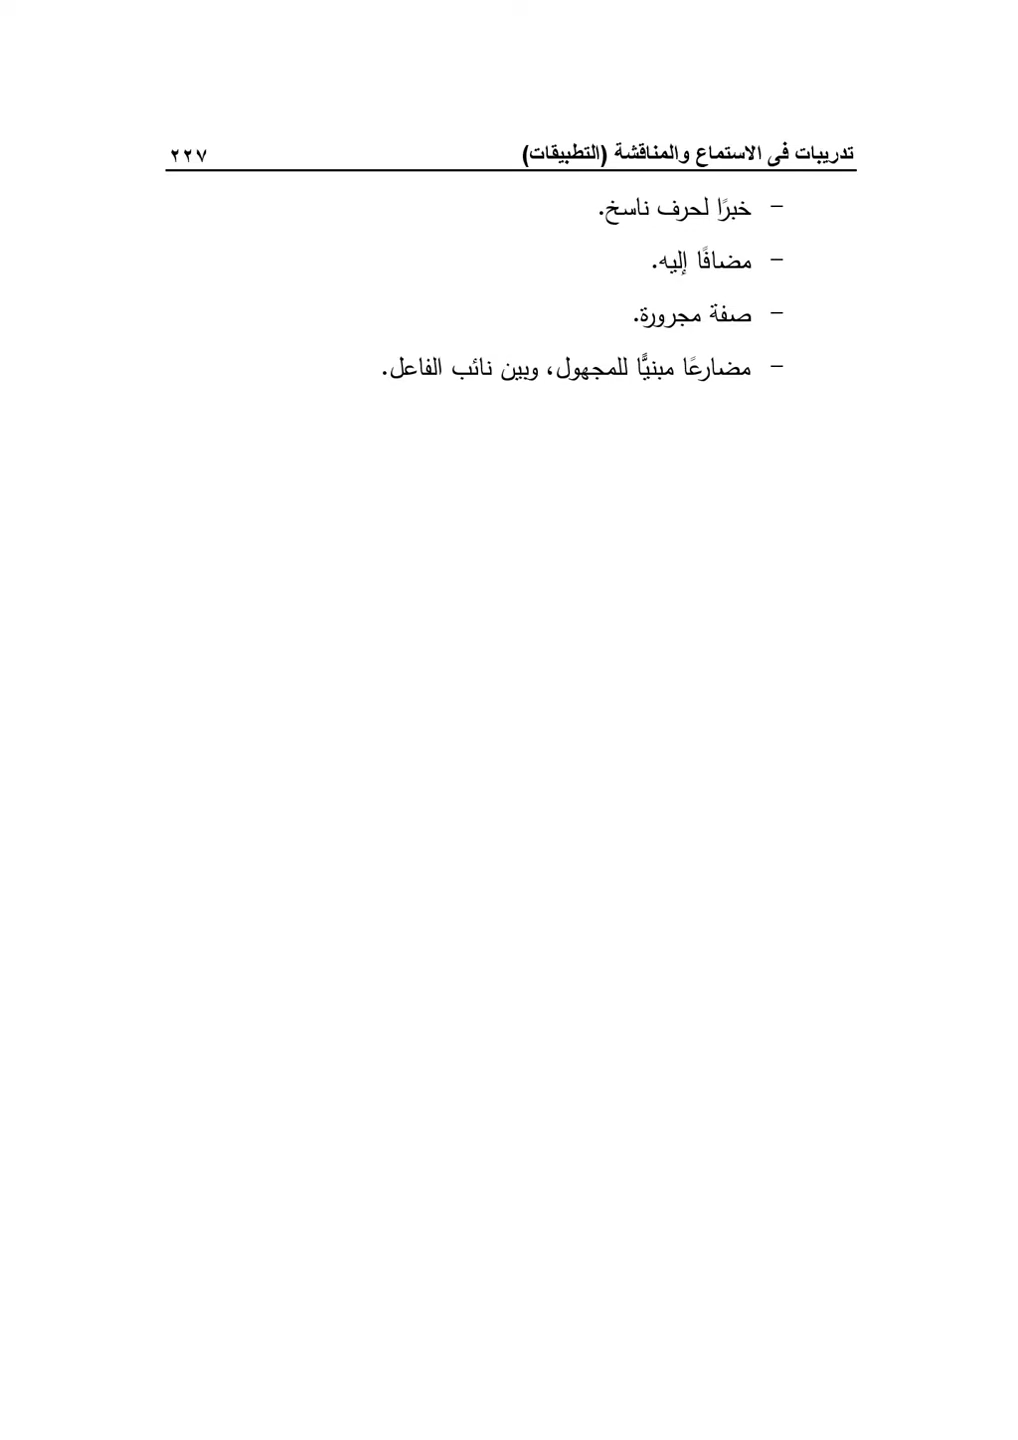 تدريبات فى الاستماع والمناقشة (التطبيقات) ٢٢٧
- خبرًا لحرف ناسخ.
- مضافًا إليه.
- صفة مجرورة.
- مضارعًا مبنيًّا للمجهول، وبين نائب الفاعل.